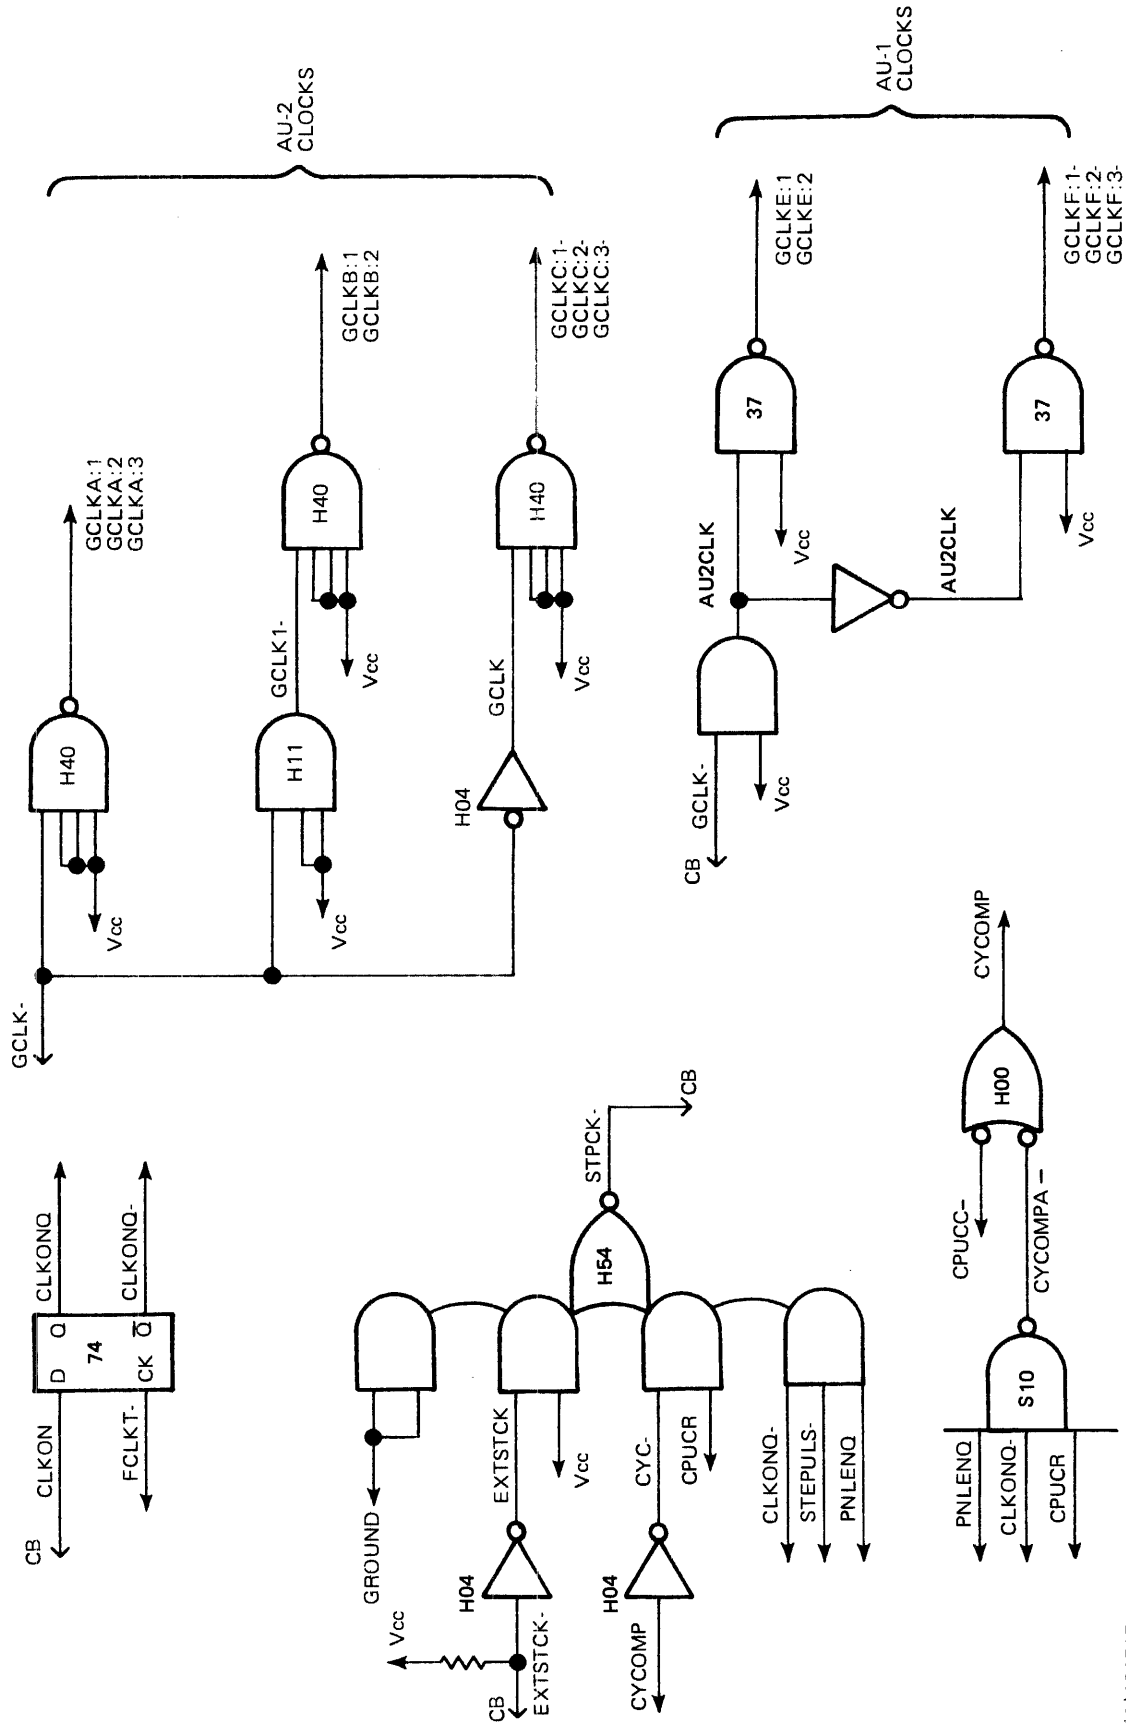 CB
CLKON
FCLKT-
D Q
74
CK Q
CLKONQ
CLKONQ-
GCLK-
Vcc
H40
GCLKA:1
GCLKA:2
GCLKA:3
Vcc
H11
GCLK1-
Vcc
H40
GCLKB:1
GCLKB:2
H04
GCLK
Vcc
H40
GCLKC:1-
GCLKC:2-
GCLKC:3-
AU-2
CLOCKS
Vcc
CB
EXTSTCK-
H04
EXTSTCK
GROUND
Vcc
CYCOMP
H04
CYC-
CPUCR
CLKONQ-
STEPULS-
PNLENQ
H54
STPCK-
CB
CB
GCLK-
Vcc
AU2CLK
AU2CLK
Vcc
37
GCLKE:1
GCLKE:2
Vcc
37
GCLKF:1-
GCLKF:2-
GCLKF:3-
AU-1
CLOCKS
PNLENQ
CLKONQ-
CPUCR
S10
CYCOMPA-
CPUCC-
H00
CYCOMP